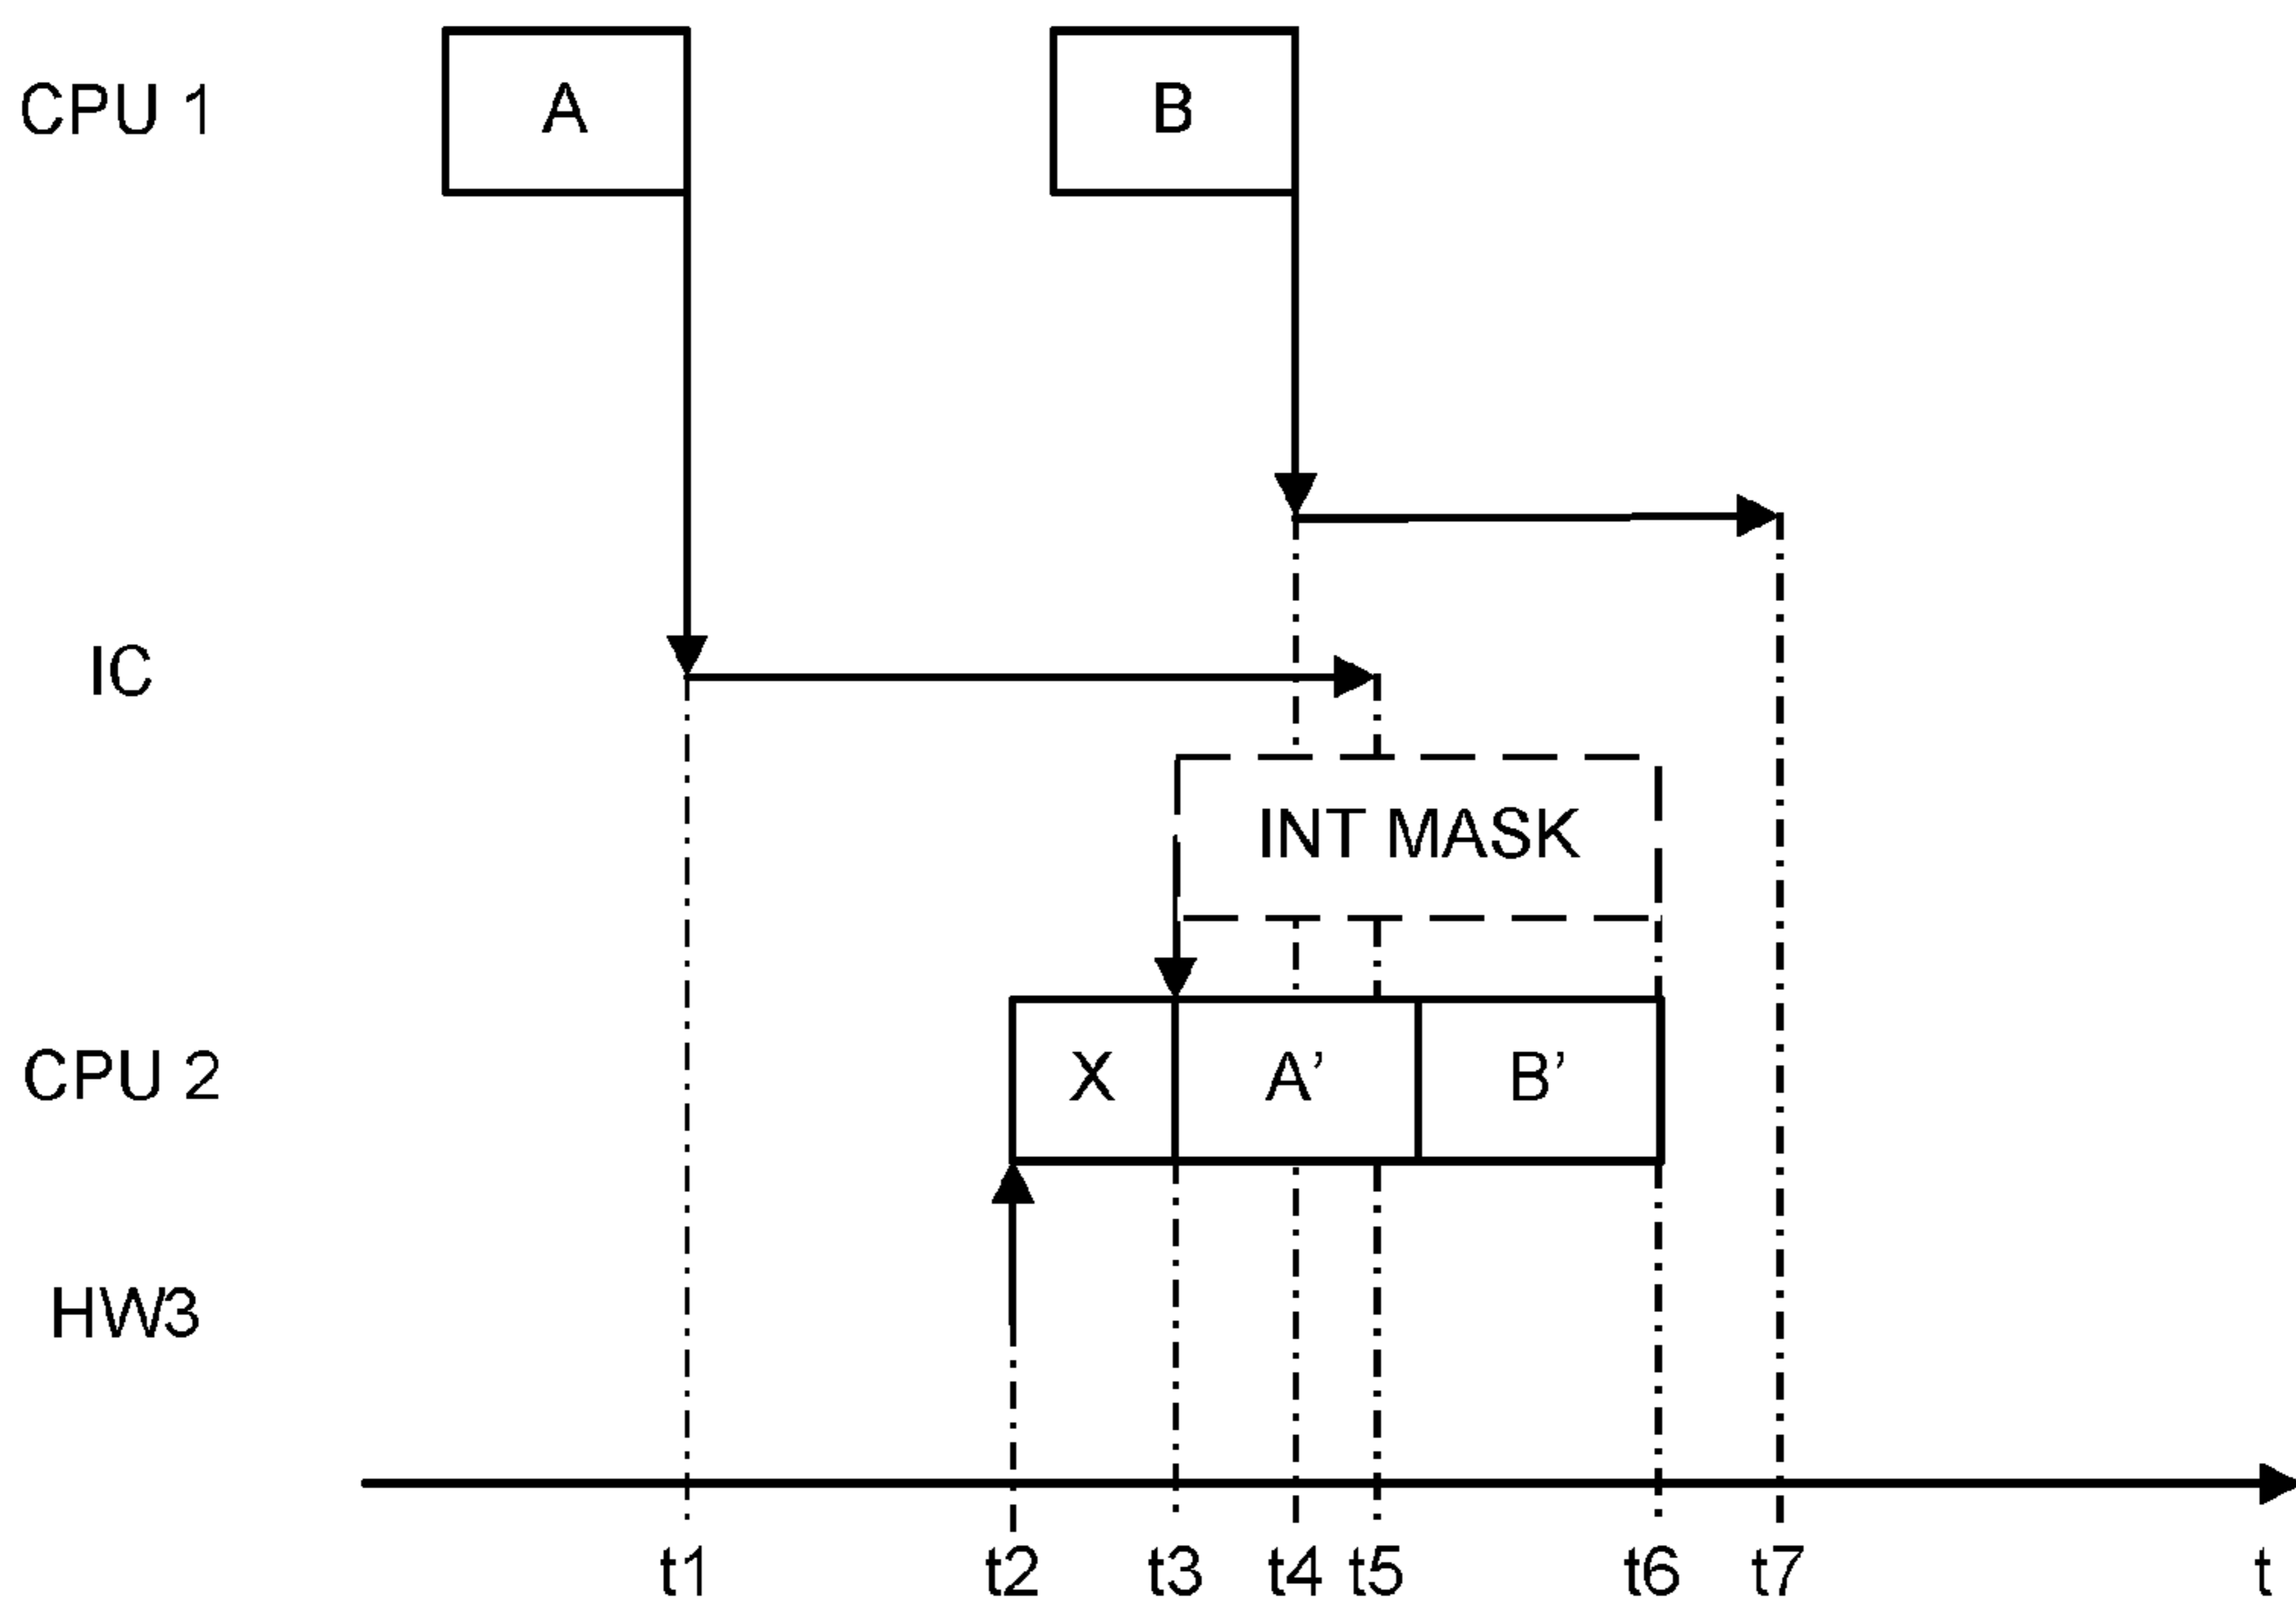 CPU 1
A
B
IC
INT MASK
CPU 2
X
A’
B’
HW3
t1
t2
t3
t4
t5
t6
t7
t